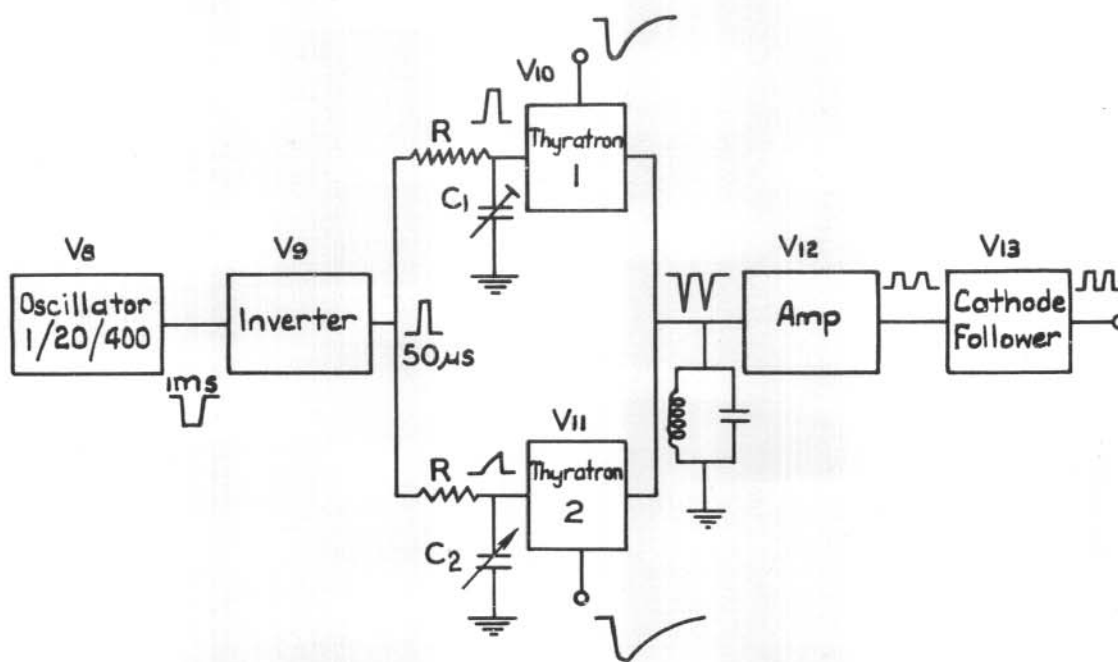 V8
Oscillator
1/20/400
1ms
V9
Inverter
50µs
R
C1
V10
Thyratron
1
R
C2
V11
Thyratron
2
V12
Amp
V13
Cathode
Follower